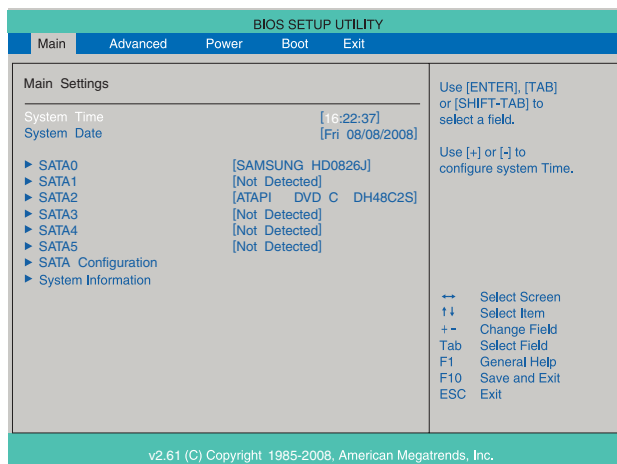 BIOS SETUP UTILITY
Main Advanced Power Boot Exit
Main Settings
System Time [16:22:37]
System Date [Fri 08/08/2008]
▶ SATA0 [SAMSUNG HD0826J]
▶ SATA1 [Not Detected]
▶ SATA2 [ATAPI DVD C DH48C2S]
▶ SATA3 [Not Detected]
▶ SATA4 [Not Detected]
▶ SATA5 [Not Detected]
▶ SATA Configuration
▶ System Information
Use [ENTER], [TAB]
or [SHIFT-TAB] to
select a field.
Use [+] or [-] to
configure system Time.
↔ Select Screen
↑↓ Select Item
+- Change Field
Tab Select Field
F1 General Help
F10 Save and Exit
ESC Exit
v2.61 (C) Copyright 1985-2008, American Megatrends, Inc.